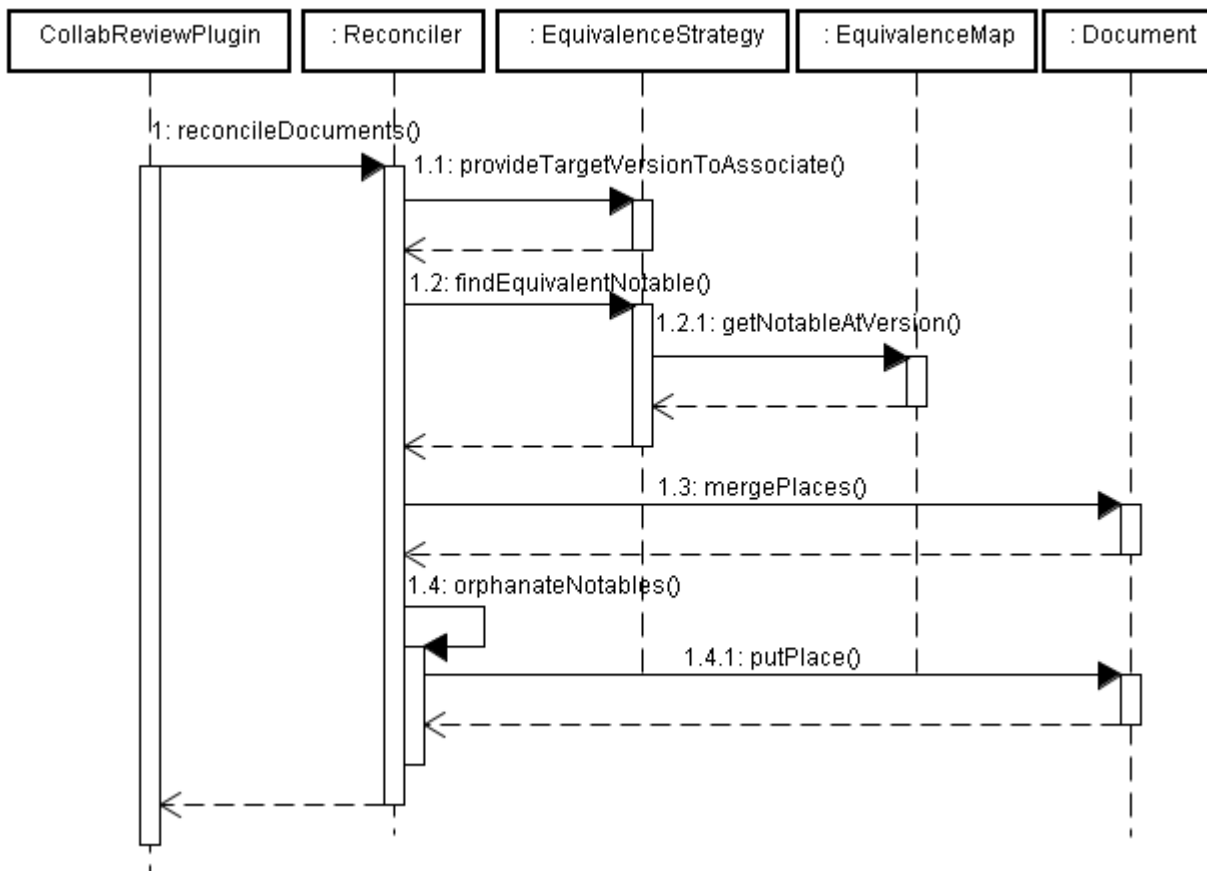 CollabReviewPlugin
: Reconciler
: EquivalenceStrategy
: EquivalenceMap
: Document
1: reconcileDocuments()
1.1: provideTargetVersionToAssociate()
1.2: findEquivalentNotable()
1.2.1: getNotableAtVersion()
1.3: mergePlaces()
1.4: orphanateNotables()
1.4.1: putPlace()